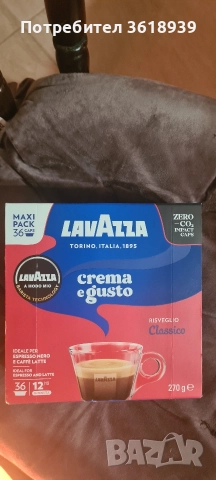 Потребител 3618939
MAXI
PACK
36 CAPS
ZERO
CO₂
IMPACT
CAPS
LAVAZZA
TORINO, ITALIA, 1895
LAVAZZA
A MODO MIO
crema
e gusto
RISVEGLIO
Classico
IDEALE PER
ESPRESSO NERO
E CAFFÈ LATTE
IDEAL FOR
ESPRESSO AND LATTE
36
12
270 g e
BAZAR